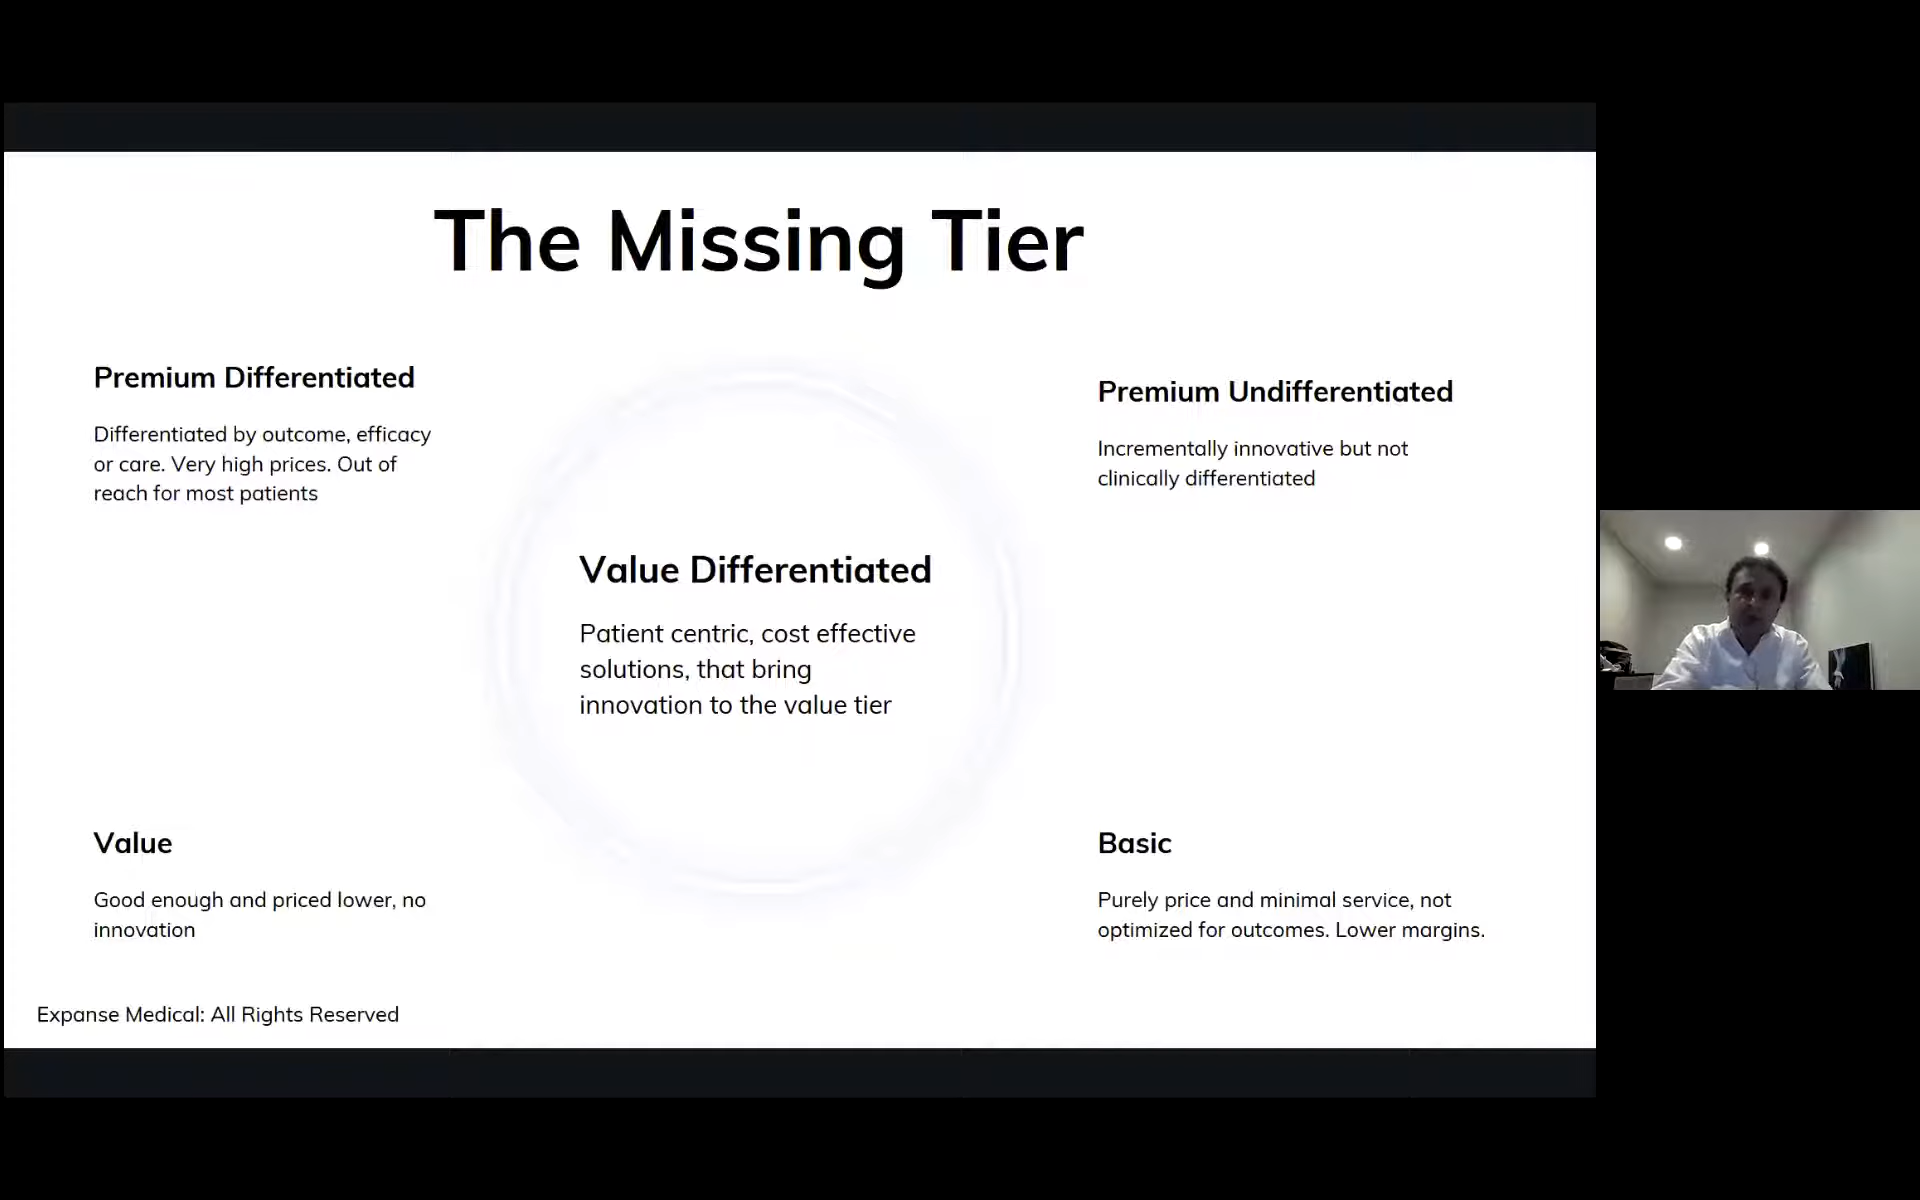 The Missing Tier
Premium Differentiated
Differentiated by outcome, efficacy
or care. Very high prices. Out of
reach for most patients
Premium Undifferentiated
Incrementally innovative but not
clinically differentiated
Value Differentiated
Patient centric, cost effective
solutions, that bring
innovation to the value tier
Value
Good enough and priced lower, no
innovation
Basic
Purely price and minimal service, not
optimized for outcomes. Lower margins.
Expanse Medical: All Rights Reserved